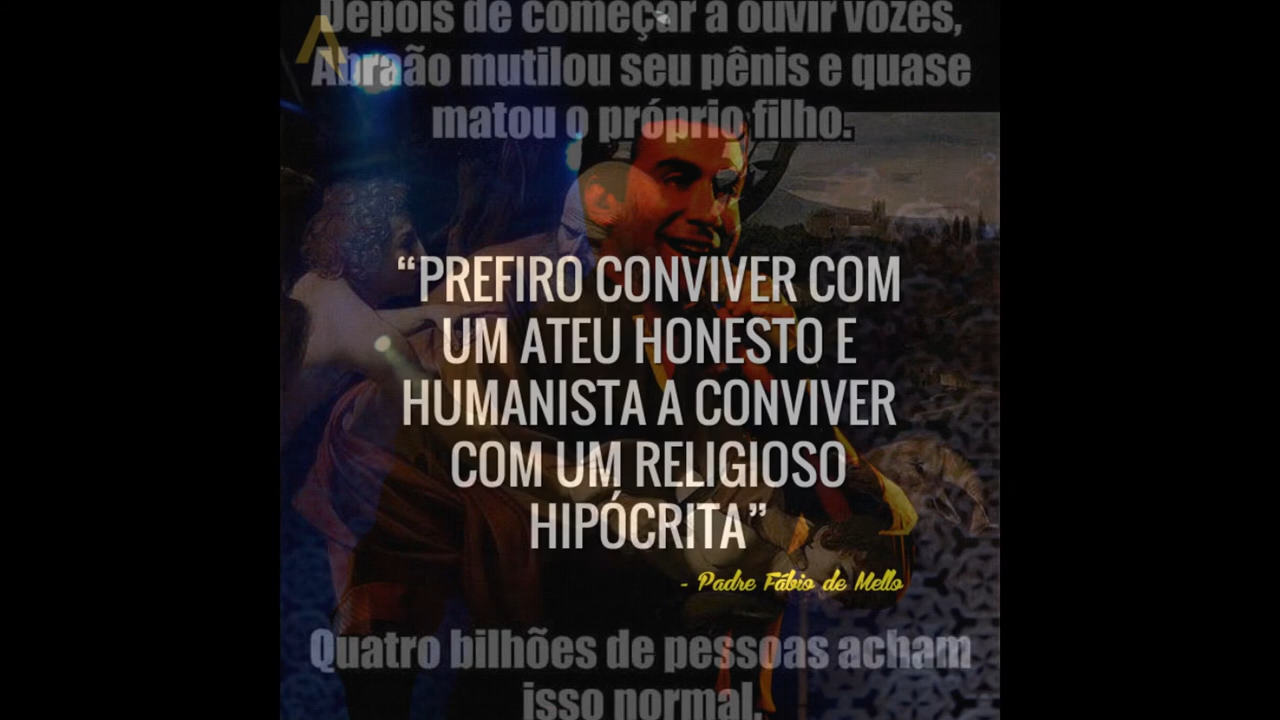 Depois de começar a ouvir vozes,
Abraão mutilou seu pênis e quase
matou o próprio filho.
“PREFIRO CONVIVER COM
UM ATEU HONESTO E
HUMANISTA A CONVIVER
COM UM RELIGIOSO
HIPÓCRITA”
- Padre Fábio de Mello
Quatro bilhões de pessoas acham
isso normal.